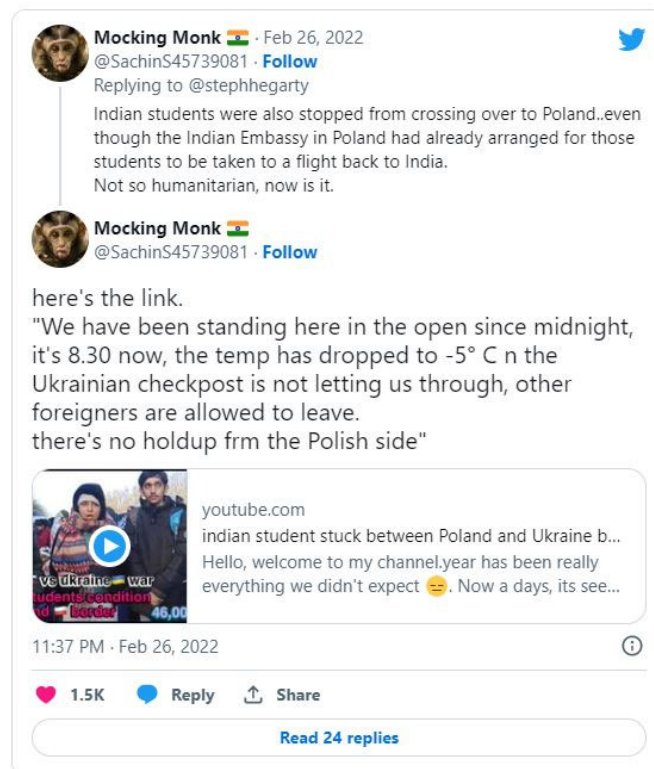 Mocking Monk 🇮🇳 · Feb 26, 2022
@SachinS45739081 · Follow
Replying to @stephhegarty
Indian students were also stopped from crossing over to Poland..even
though the Indian Embassy in Poland had already arranged for those
students to be taken to a flight back to India.
Not so humanitarian, now is it.
Mocking Monk 🇮🇳
@SachinS45739081 · Follow
here's the link.
"We have been standing here in the open since midnight,
it's 8.30 now, the temp has dropped to -5° C n the
Ukrainian checkpost is not letting us through, other
foreigners are allowed to leave.
there's no holdup frm the Polish side"
vs Ukraine war
tudents condition
border
46,00
youtube.com
indian student stuck between Poland and Ukraine b...
Hello, welcome to my channel.year has been really
everything we didn't expect 😑. Now a days, its see...
11:37 PM · Feb 26, 2022
1.5K Reply Share
Read 24 replies